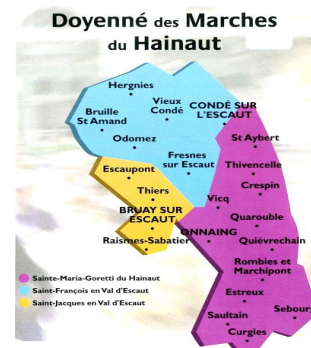 Doyenné des Marches
du Hainaut
Hergnies
Vieux
Condé
CONDÉ SUR
L'ESCAUT
Bruille
St Amand
Odomez
St Aybert
Fresnes
sur Escaut
Thivencelle
Escaupont
Crespin
Thiers
Vicq
BRUAY SUR
ESCAUT
Quarouble
ONNAING
Raismes-Sabatier
Quiévrechain
Rombies et
Marchipont
Sainte-Maria-Goretti du Hainaut
Saint-François en Val d'Escaut
Saint-Jacques en Val d'Escaut
Estreux
Sebourg
Saultain
Curgies